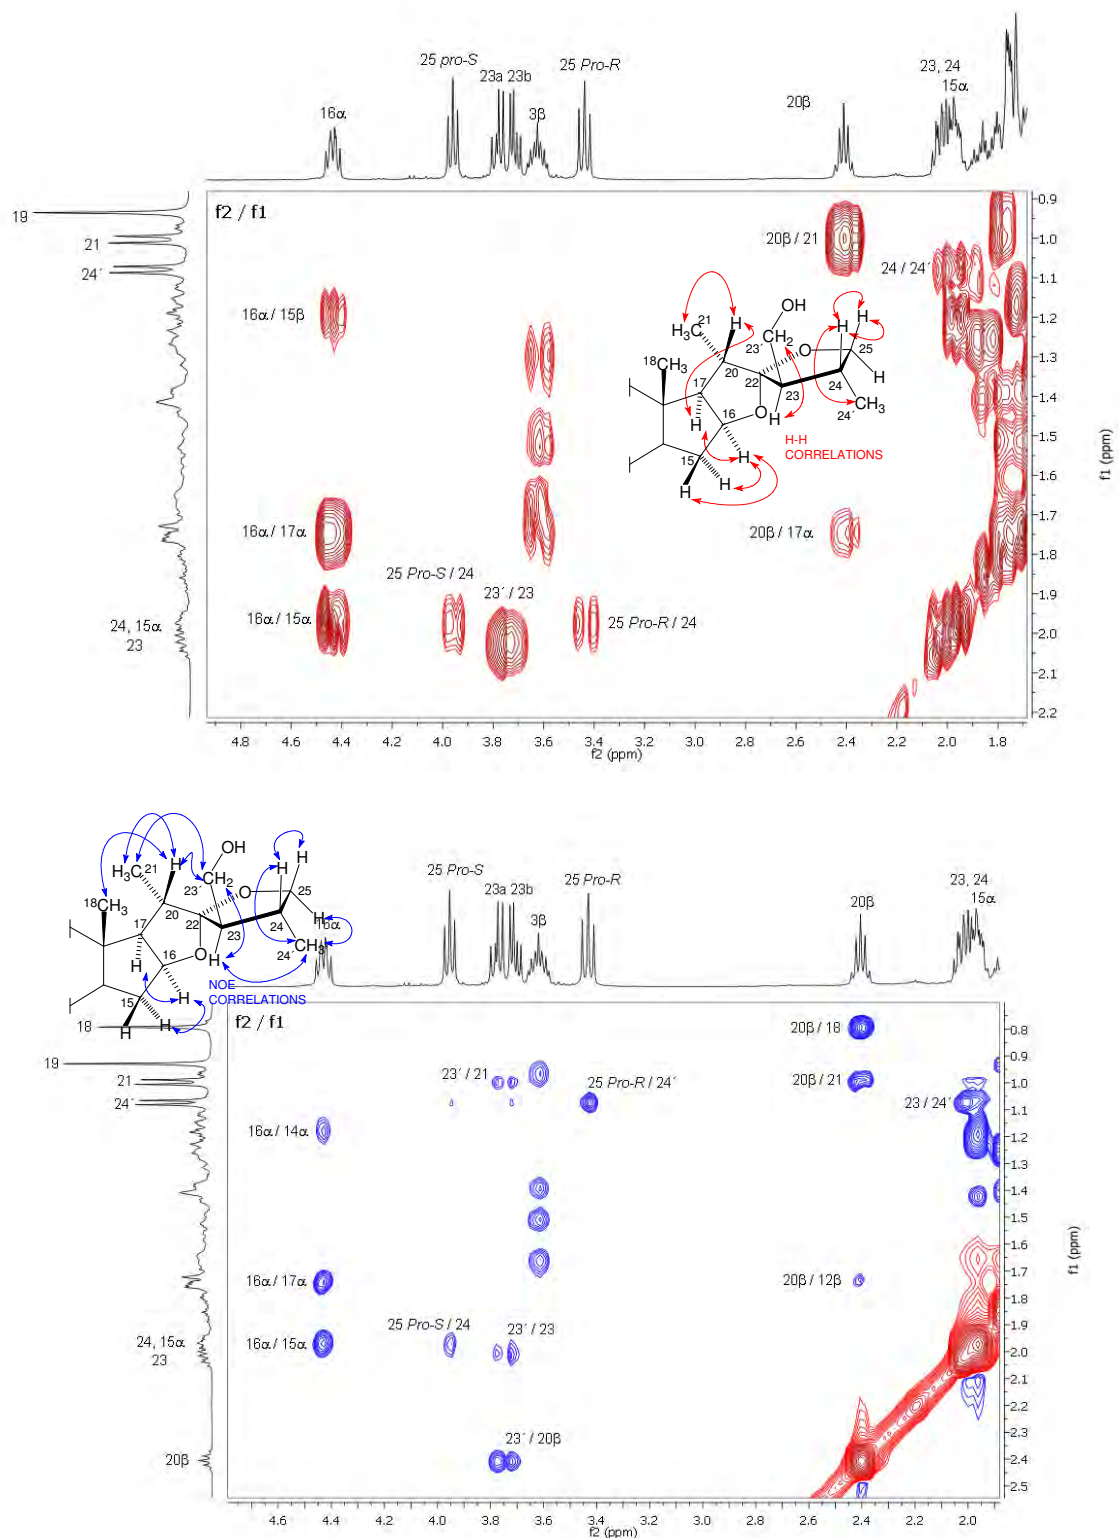 25 pro-S
23a 23b
25 Pro-R
23, 24
15α
16α
3β
20β
19
21
24´
24, 15α
23
f2 / f1
20β / 21
24 / 24´
16α / 15β
16α / 17α
20β / 17α
25 Pro-S / 24
23´ / 23
16α / 15α
25 Pro-R / 24
OH
H3C
21
H
CH2
23´
O
H
H
25
18
CH3
20
22
23
24
H
17
16
O
H
CH3
24´
H
15
H
H
H
H-H
CORRELATIONS
0.9
1.0
1.1
1.2
1.3
1.4
1.5
1.6
1.7
1.8
1.9
2.0
2.1
2.2
f1 (ppm)
4.8 4.6 4.4 4.2 4.0 3.8 3.6 3.4 3.2 3.0 2.8 2.6 2.4 2.2 2.0 1.8
f2 (ppm)
OH
H3C
21
H
CH2
23´
O
H
H
25
18
CH3
20
22
23
24
H
16α
17
16
O
H
CH3
24´
H
15
H
H
H
NOE
CORRELATIONS
25 Pro-S
23a 23b
25 Pro-R
23, 24
15α
3β
20β
18
19
21
24´
24, 15α
23
20β
f2 / f1
20β / 18
23´ / 21
25 Pro-R / 24´
20β / 21
23 / 24´
16α / 14α
16α / 17α
20β / 12β
25 Pro-S / 24
23´ / 23
16α / 15α
23´ / 20β
0.8
0.9
1.0
1.1
1.2
1.3
1.4
1.5
1.6
1.7
1.8
1.9
2.0
2.1
2.2
2.3
2.4
2.5
f1 (ppm)
4.6 4.4 4.2 4.0 3.8 3.6 3.4 3.2 3.0 2.8 2.6 2.4 2.2 2.0
f2 (ppm)